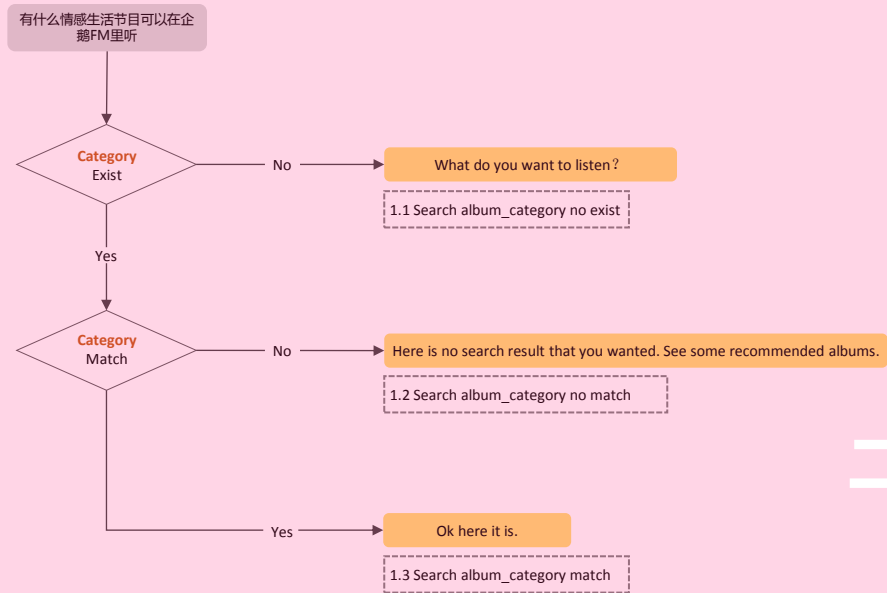 有什么情感生活节目可以在企
鹅FM里听
Category
Exist
No
What do you want to listen？
1.1 Search album_category no exist
Yes
Category
Match
No
Here is no search result that you wanted. See some recommended albums.
1.2 Search album_category no match
Yes
Ok here it is.
1.3 Search album_category match